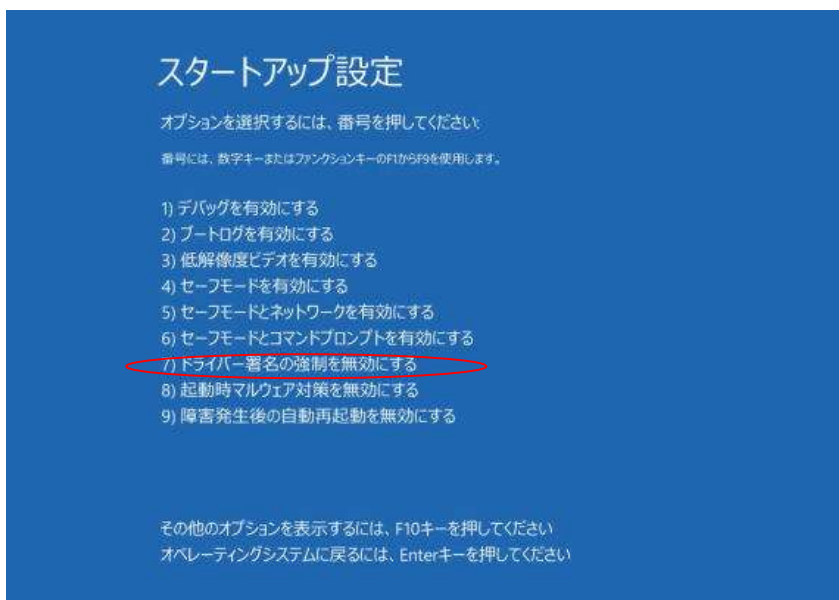 スタートアップ設定
オプションを選択するには、番号を押してください:
番号には、数字キーまたはファンクションキーのF1からF9を使用します。
1) デバッグを有効にする
2) ブートログを有効にする
3) 低解像度ビデオを有効にする
4) セーフモードを有効にする
5) セーフモードとネットワークを有効にする
6) セーフモードとコマンドプロンプトを有効にする
7) ドライバー署名の強制を無効にする
8) 起動時マルウェア対策を無効にする
9) 障害発生後の自動再起動を無効にする
その他のオプションを表示するには、F10キーを押してください
オペレーティングシステムに戻るには、Enterキーを押してください